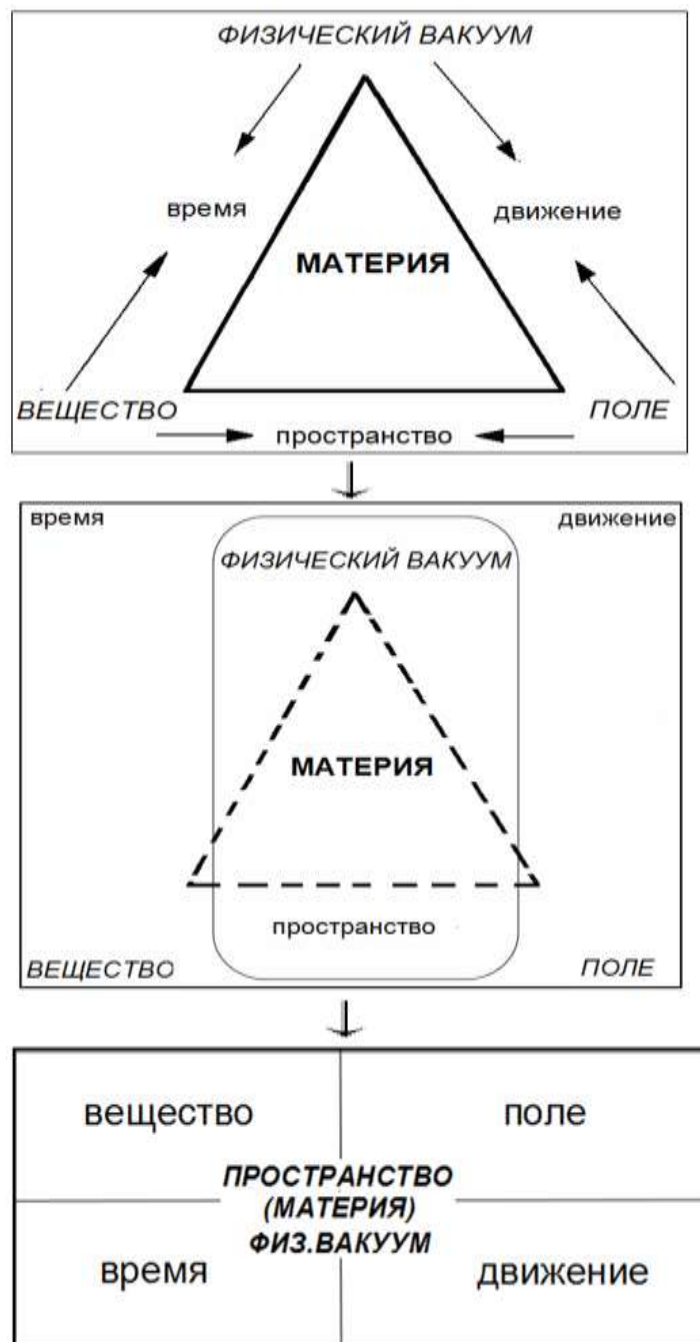 ФИЗИЧЕСКИЙ ВАКУУМ
время
движение
МАТЕРИЯ
ВЕЩЕСТВО
ПОЛЕ
пространство
время
движение
ФИЗИЧЕСКИЙ ВАКУУМ
МАТЕРИЯ
пространство
ВЕЩЕСТВО
ПОЛЕ
вещество
поле
ПРОСТРАНСТВО
(МАТЕРИЯ)
ФИЗ.ВАКУУМ
время
движение